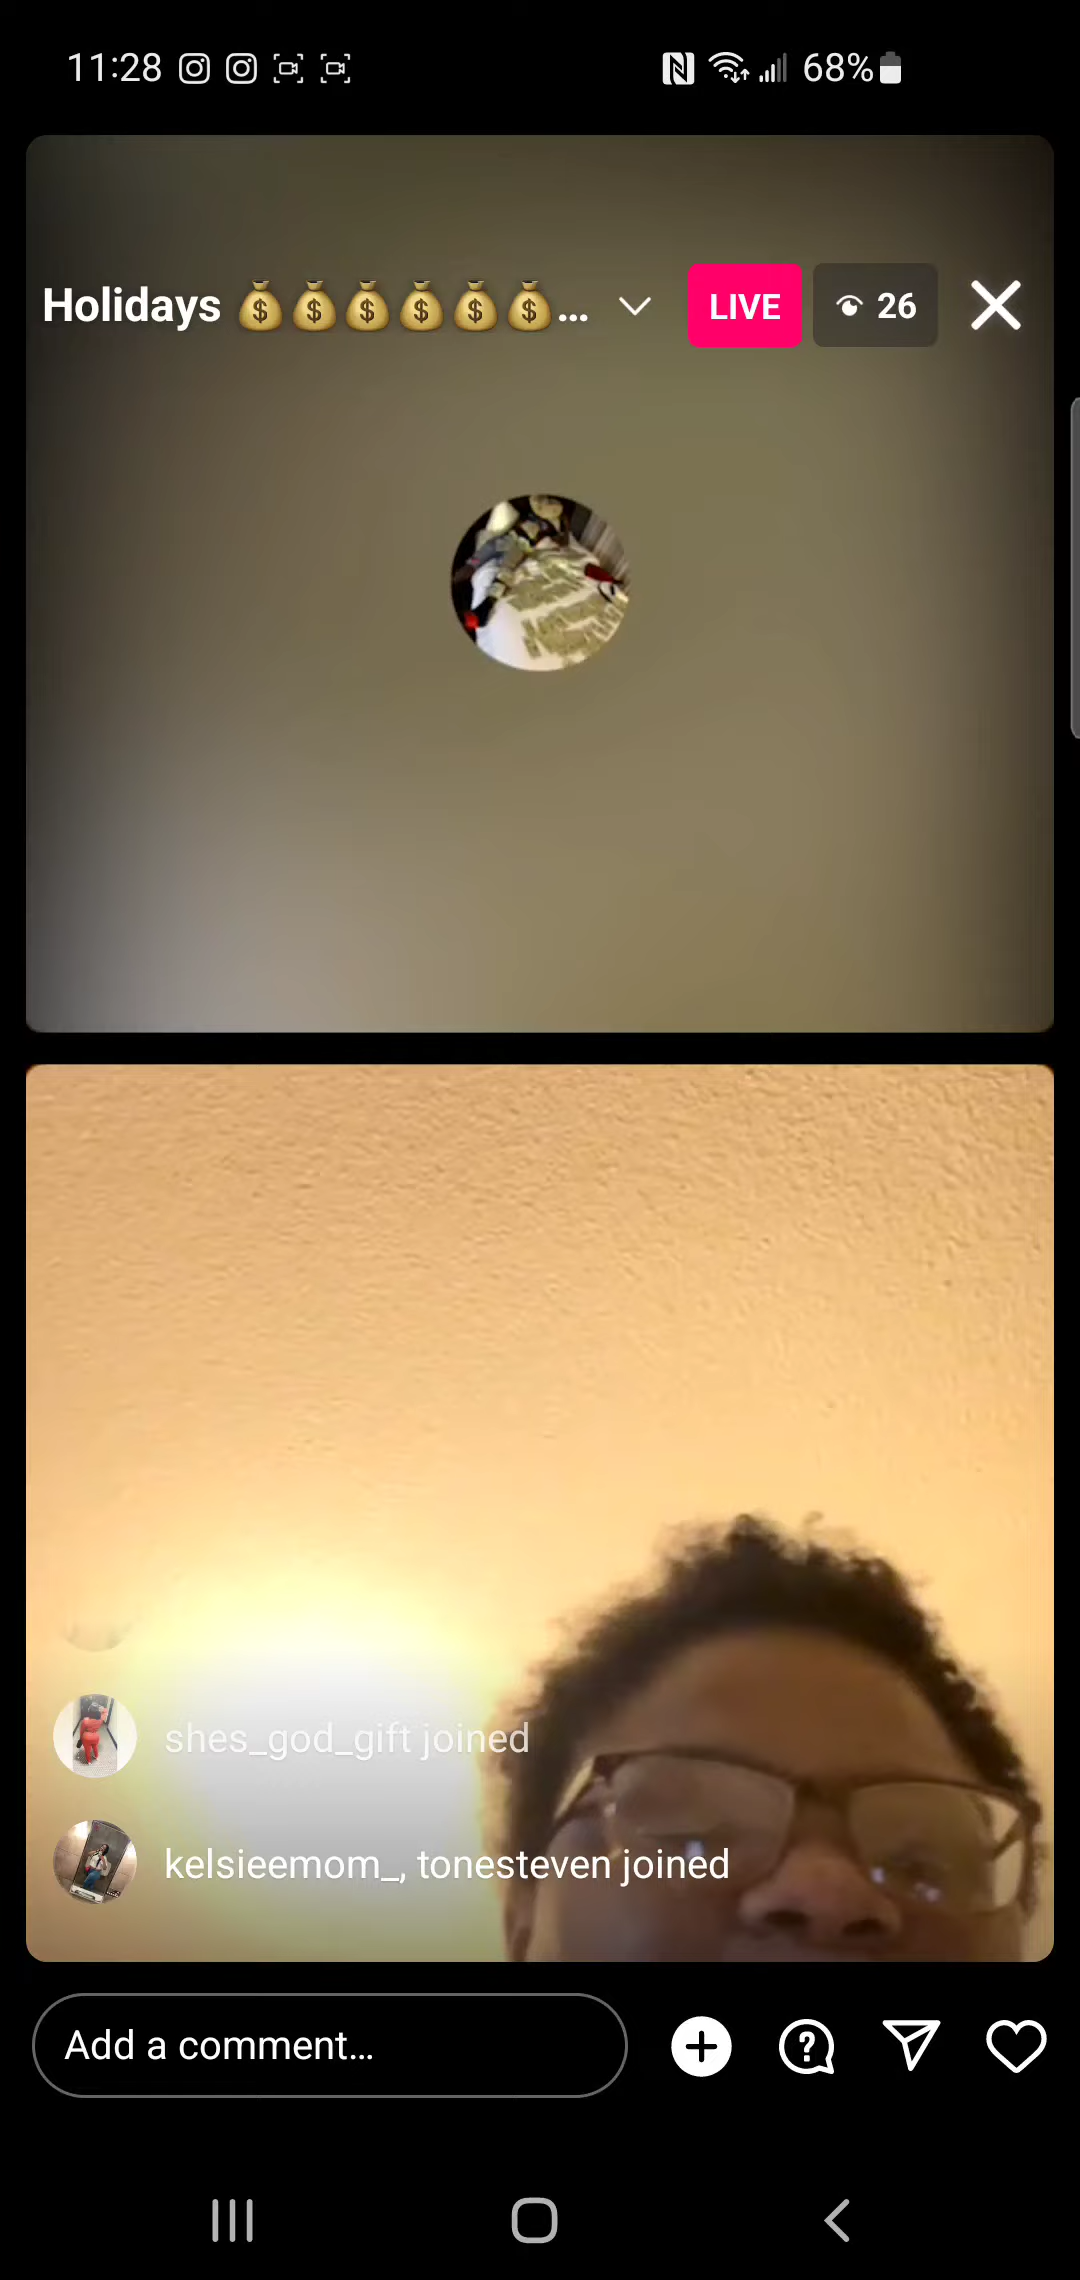 11:28 68%
Holidays 💰💰💰💰💰💰... LIVE 26
shes_god_gift joined
kelsieemom_, tonesteven joined
Add a comment...